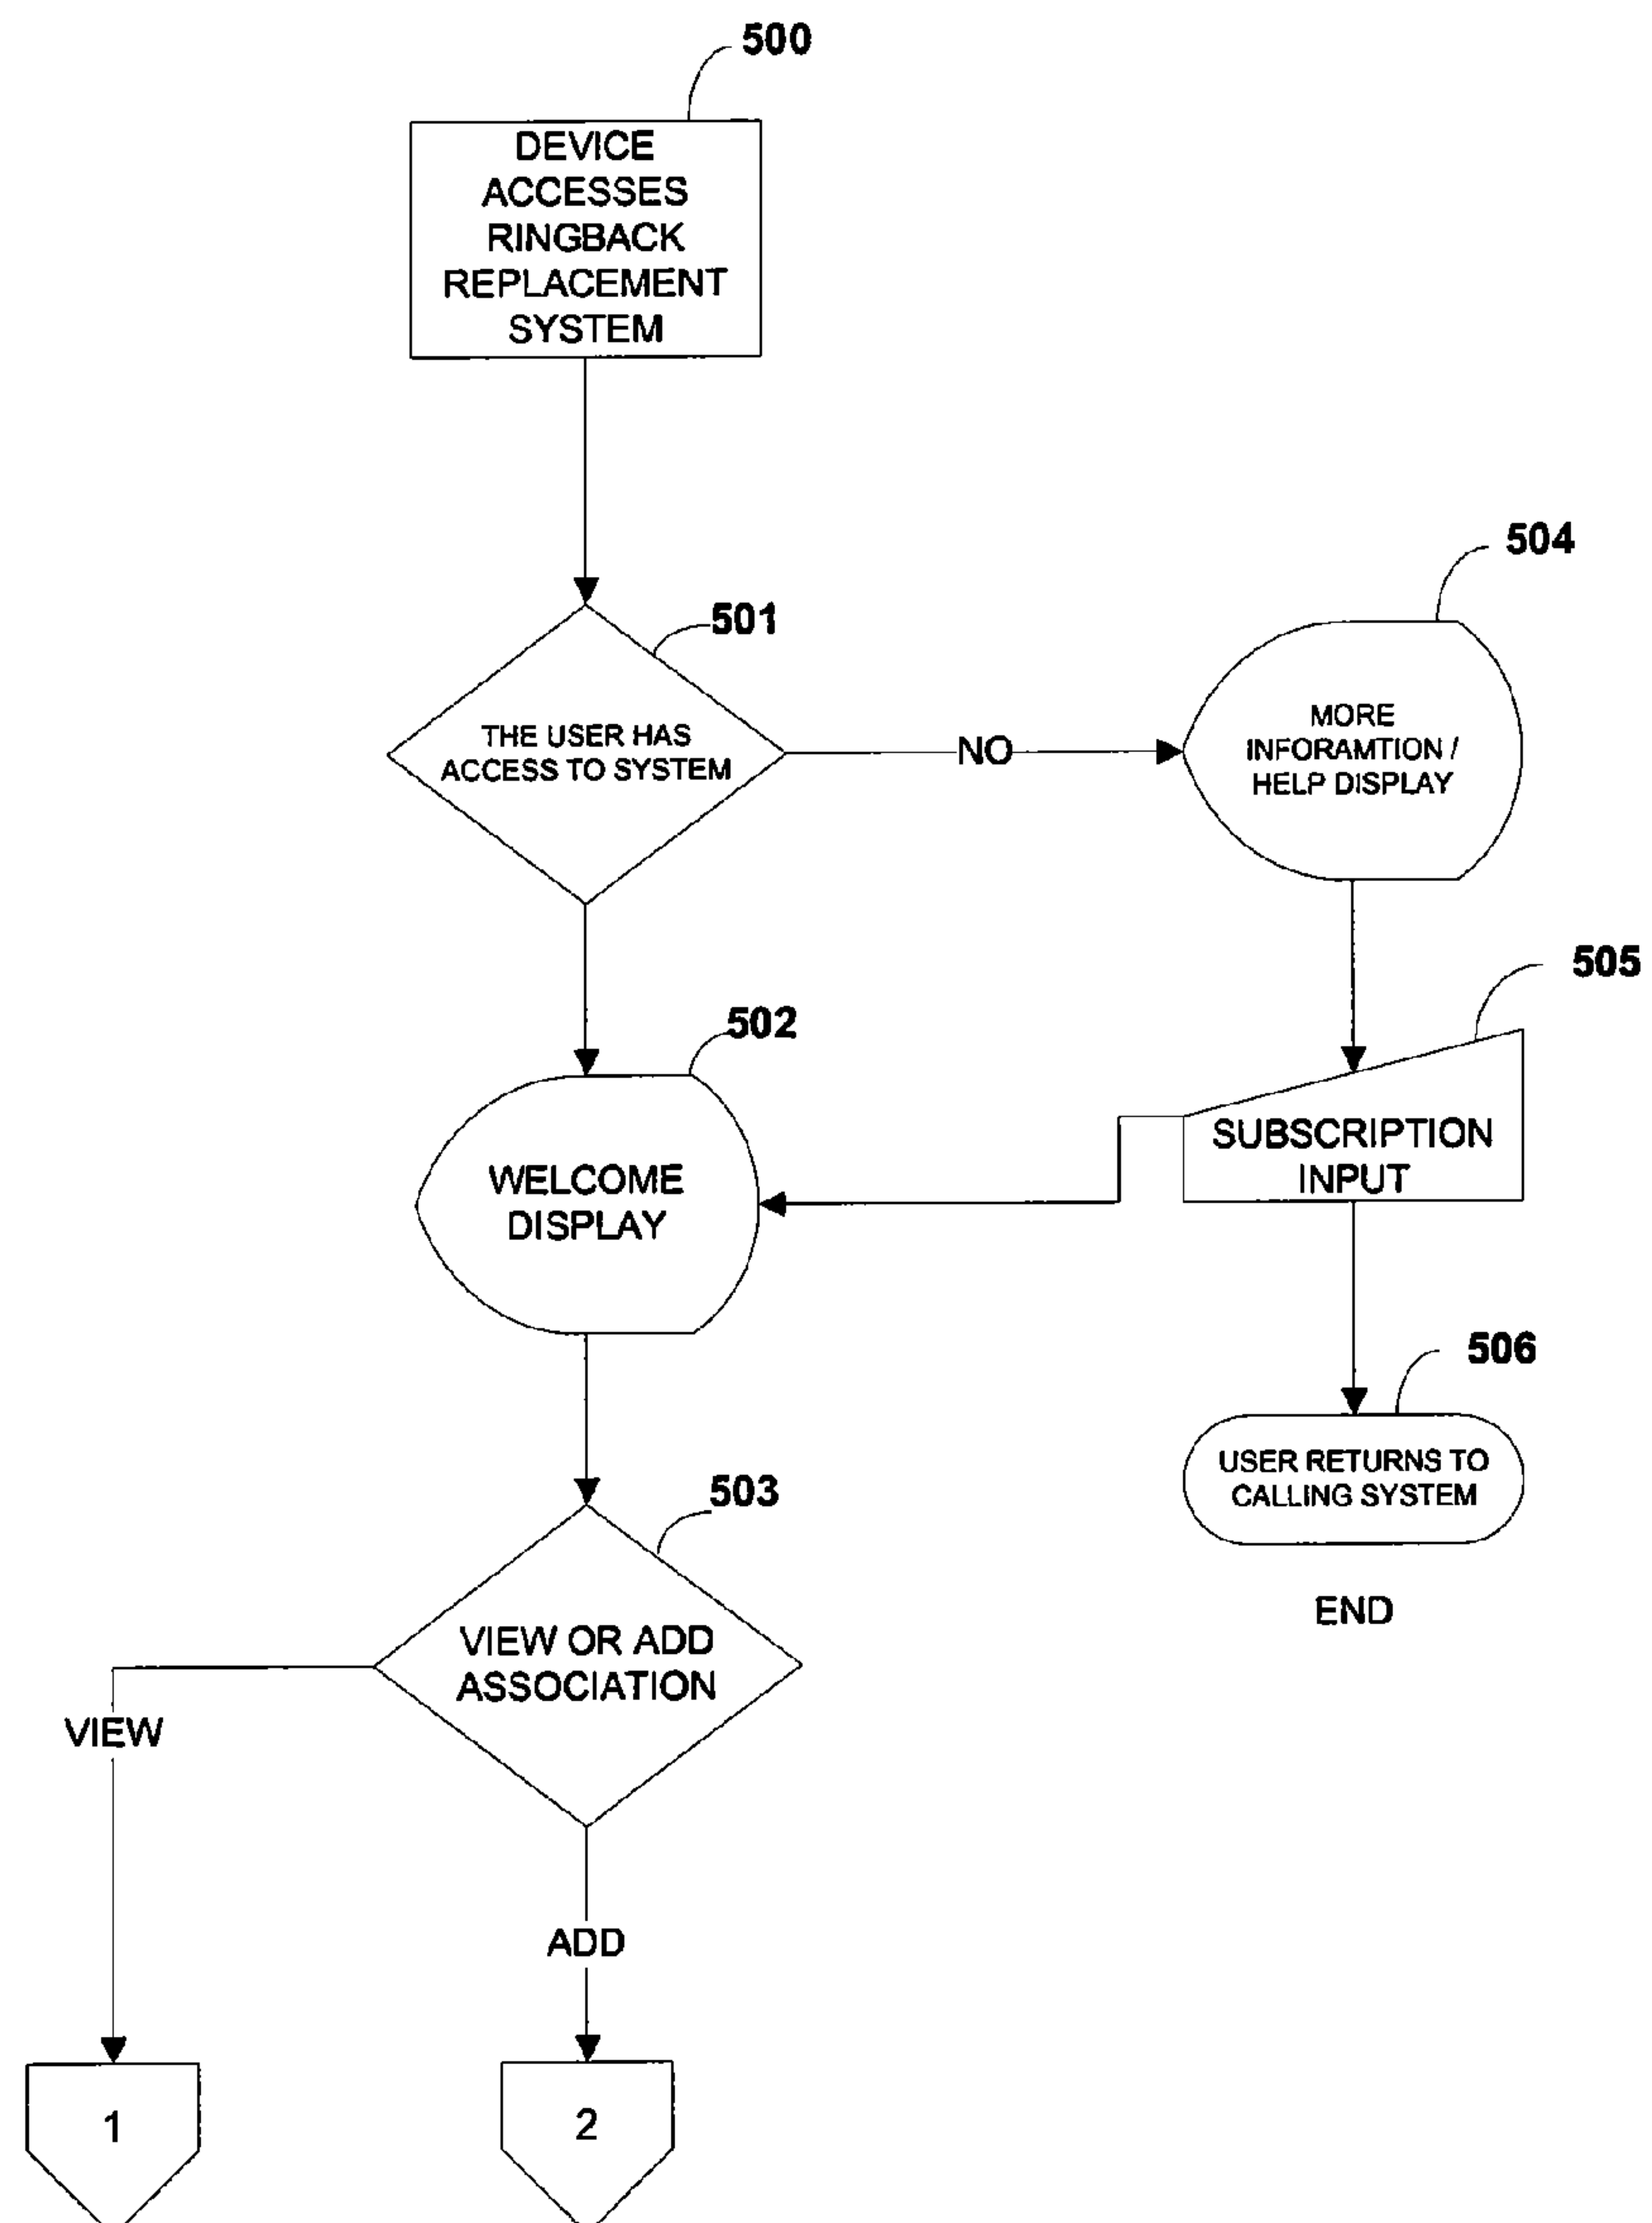 500
DEVICE
ACCESSES
RINGBACK
REPLACEMENT
SYSTEM
504
501
THE USER HAS
ACCESS TO SYSTEM
NO
MORE
INFORAMTION /
HELP DISPLAY
505
502
SUBSCRIPTION
INPUT
WELCOME
DISPLAY
506
USER RETURNS TO
CALLING SYSTEM
503
END
VIEW OR ADD
ASSOCIATION
VIEW
ADD
1
2